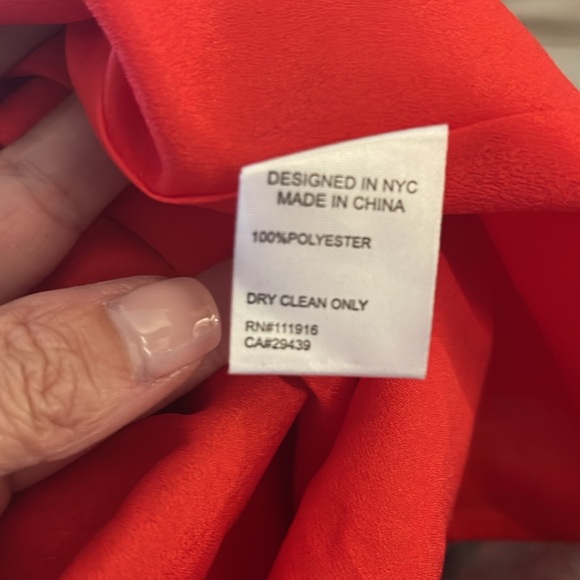 DESIGNED IN NYC
MADE IN CHINA
100%POLYESTER
DRY CLEAN ONLY
RN#111916
CA#29439